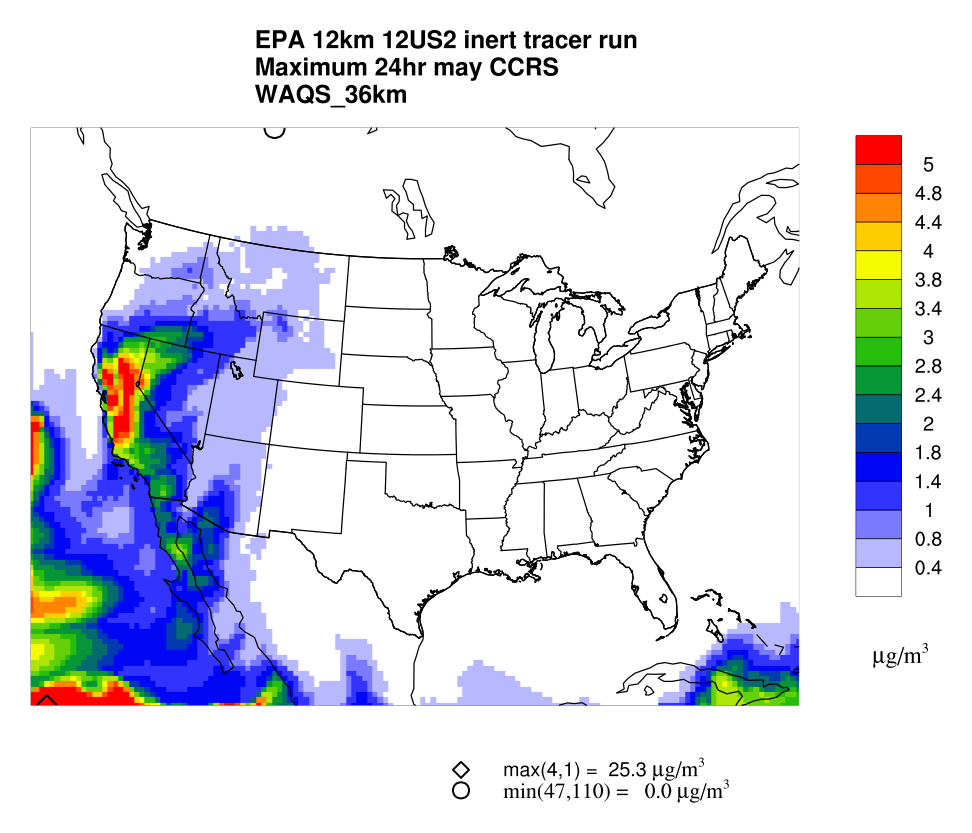 EPA 12km 12US2 inert tracer run
Maximum 24hr may CCRS
WAQS_36km
5
4.8
4.4
4
3.8
3.4
3
2.8
2.4
2
1.8
1.4
1
0.8
0.4
µg/m³
max(4,1) = 25.3 µg/m³
min(47,110) = 0.0 µg/m³